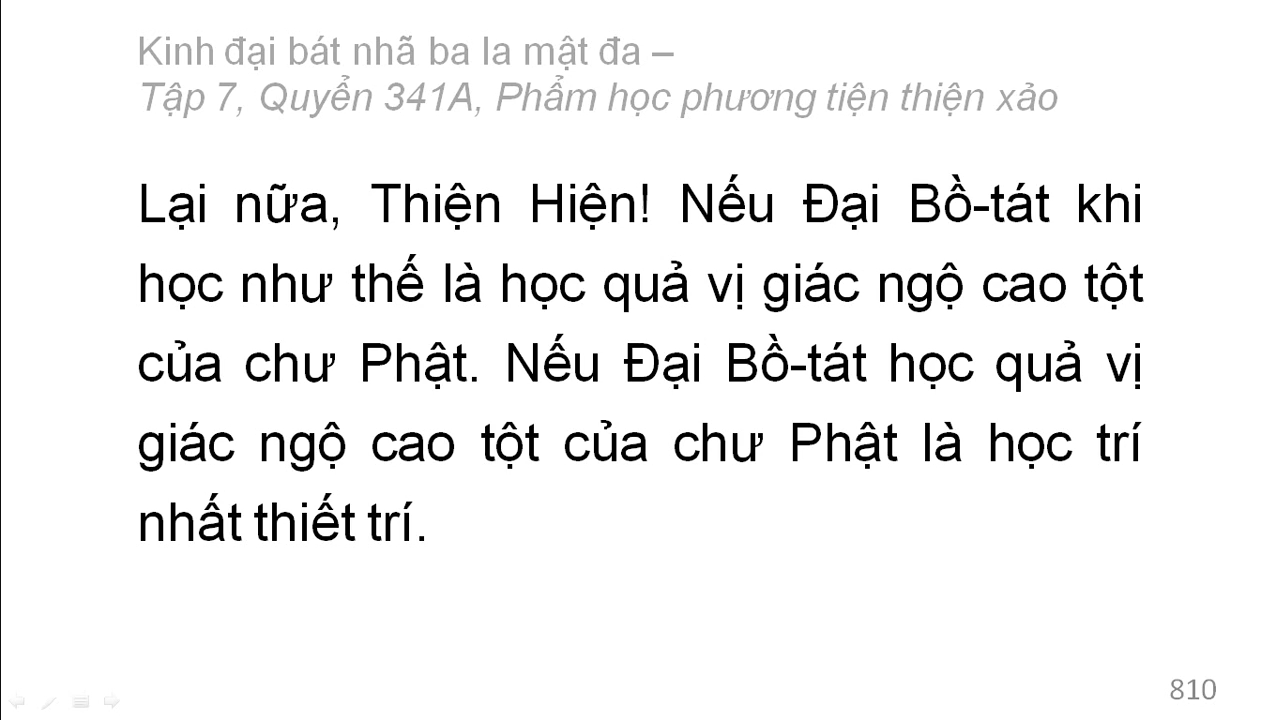 Kinh đại bát nhã ba la mật đa –
Tập 7, Quyển 341A, Phẩm học phương tiện thiện xảo
Lại nữa, Thiện Hiện! Nếu Đại Bồ-tát khi
học như thế là học quả vị giác ngộ cao tột
của chư Phật. Nếu Đại Bồ-tát học quả vị
giác ngộ cao tột của chư Phật là học trí
nhất thiết trí.
810